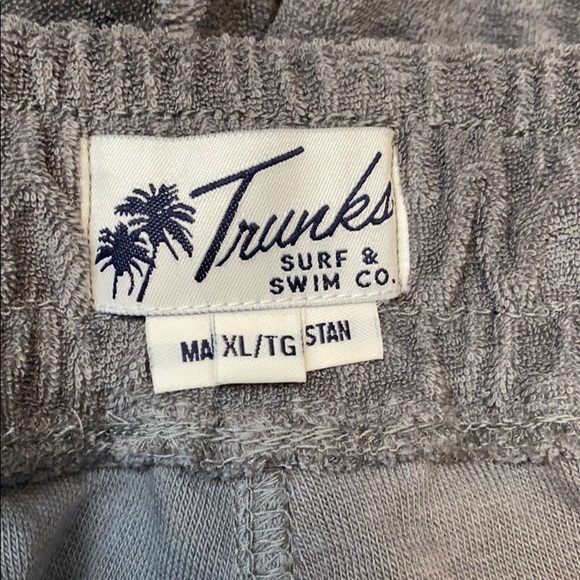 Trunks
SURF &
SWIM CO.
MA XL/TG STAN